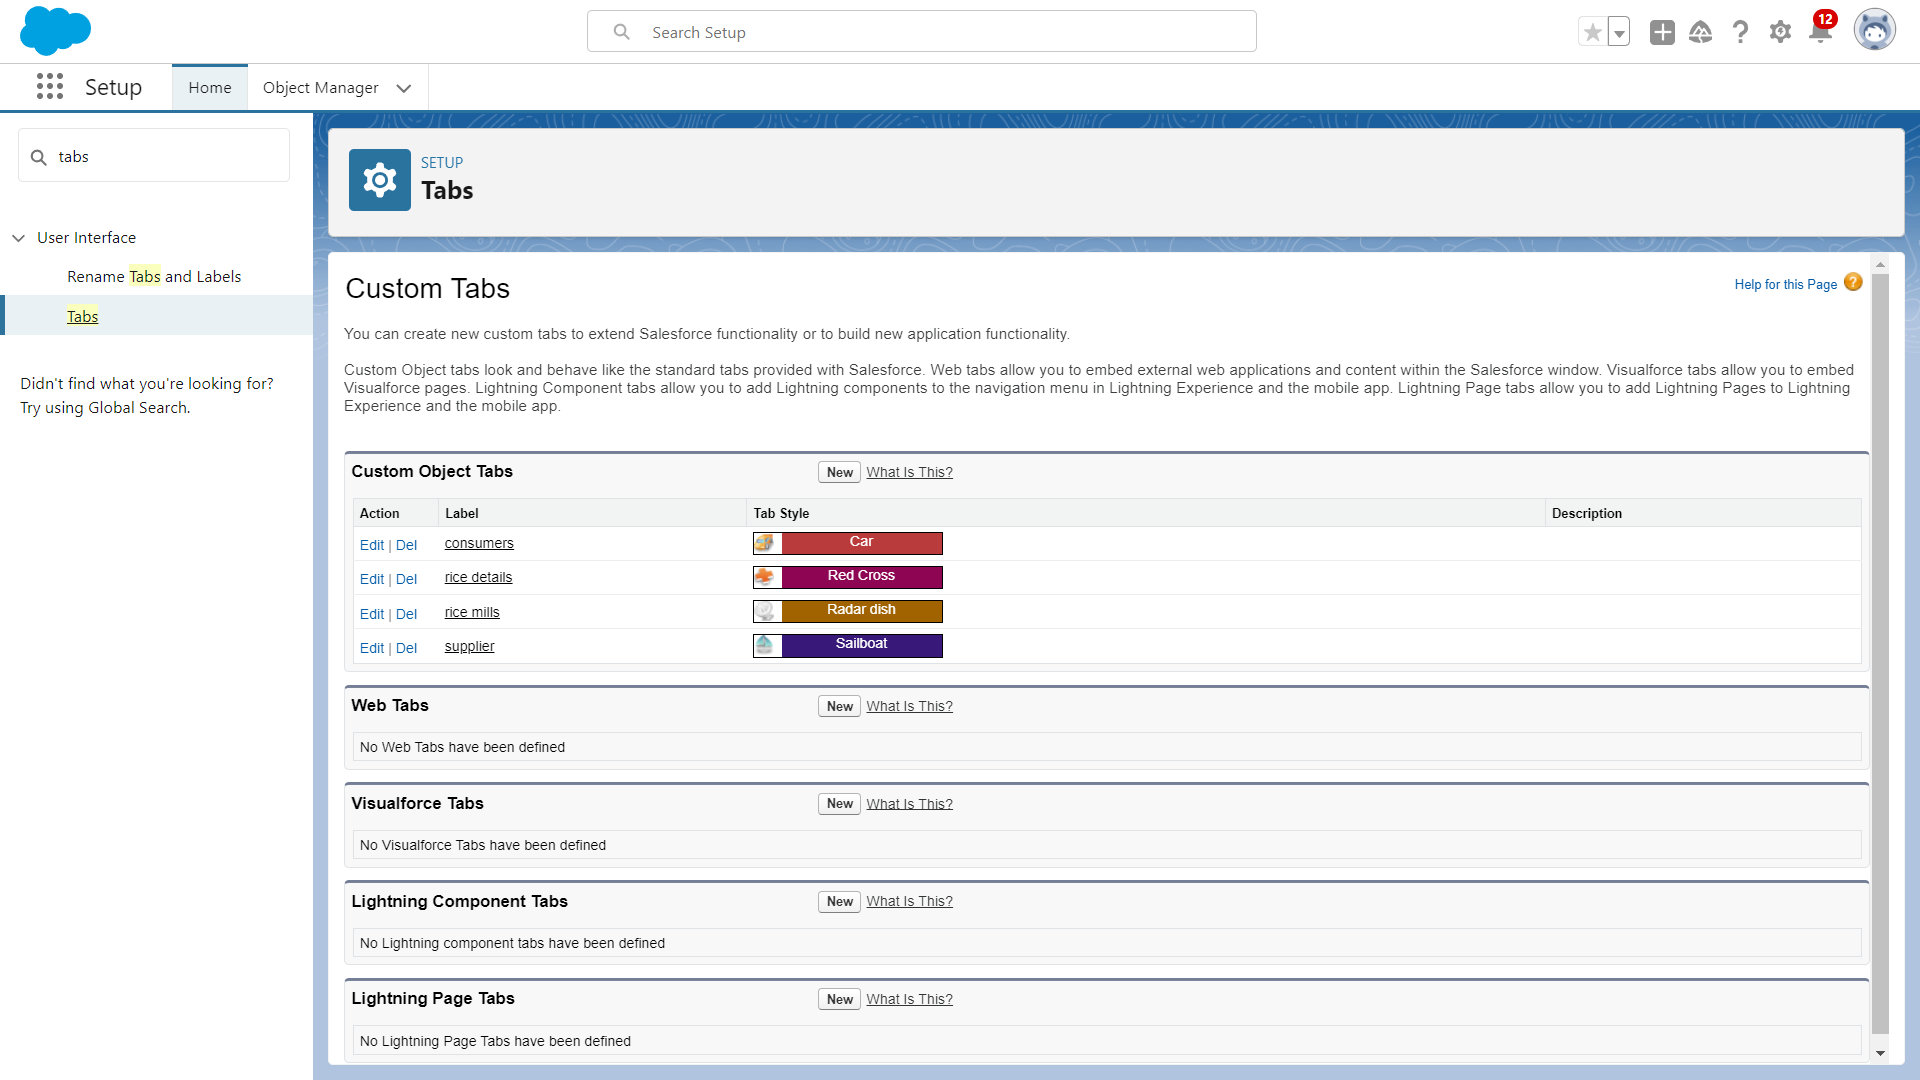 Search Setup
12
Setup
Home
Object Manager
tabs
User Interface
Rename Tabs and Labels
Tabs
Didn't find what you're looking for?
Try using Global Search.
SETUP
Tabs
Custom Tabs
Help for this Page
?
You can create new custom tabs to extend Salesforce functionality or to build new application functionality.
Custom Object tabs look and behave like the standard tabs provided with Salesforce. Web tabs allow you to embed external web applications and content within the Salesforce window. Visualforce tabs allow you to embed
Visualforce pages. Lightning Component tabs allow you to add Lightning components to the navigation menu in Lightning Experience and the mobile app. Lightning Page tabs allow you to add Lightning Pages to Lightning
Experience and the mobile app.
Custom Object Tabs New What Is This?
Action Label Tab Style Description
Edit | Del consumers Car
Edit | Del rice details Red Cross
Edit | Del rice mills Radar dish
Edit | Del supplier Sailboat
Web Tabs New What Is This?
No Web Tabs have been defined
Visualforce Tabs New What Is This?
No Visualforce Tabs have been defined
Lightning Component Tabs New What Is This?
No Lightning component tabs have been defined
Lightning Page Tabs New What Is This?
No Lightning Page Tabs have been defined